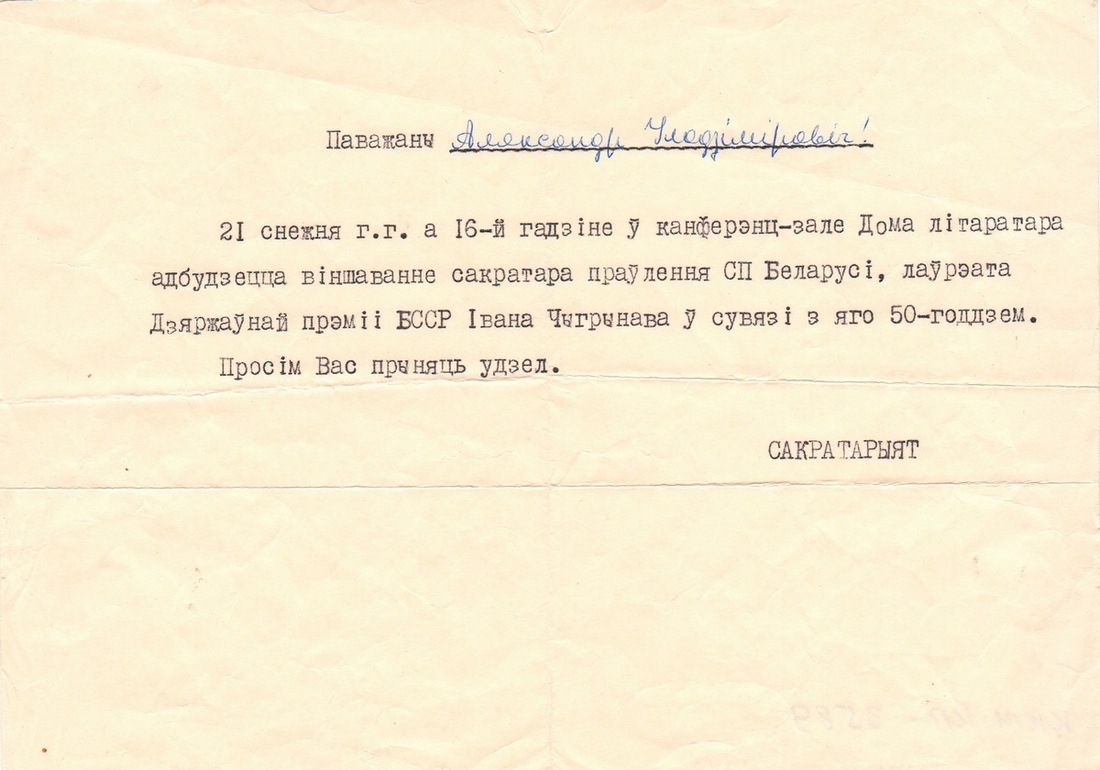 Паважаны Аляксандр Уладзіміровіч!
21 снежня г.г. а 16-й гадзіне ў канферэнц-зале Дома літаратара
адбудзецца віншаванне сакратара праўлення СП Беларусі, лаўрэата
Дзяржаўнай прэміі БССР Івана Чыгрынава ў сувязі з яго 50-годдзем.
Просім Вас прыняць удзел.
САКРАТАРЫЯТ